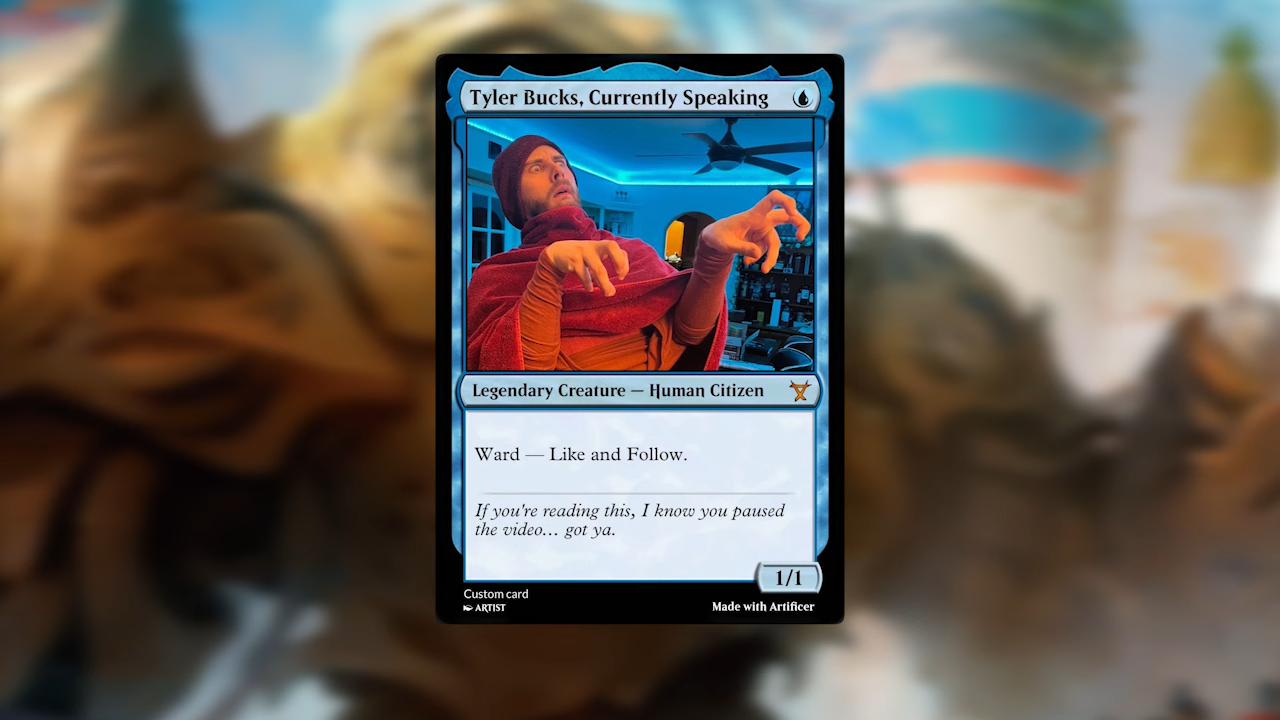 Tyler Bucks, Currently Speaking
Legendary Creature — Human Citizen
Ward — Like and Follow.
If you're reading this, I know you paused
the video... got ya.
1/1
Custom card
ARTIST
Made with Artificer